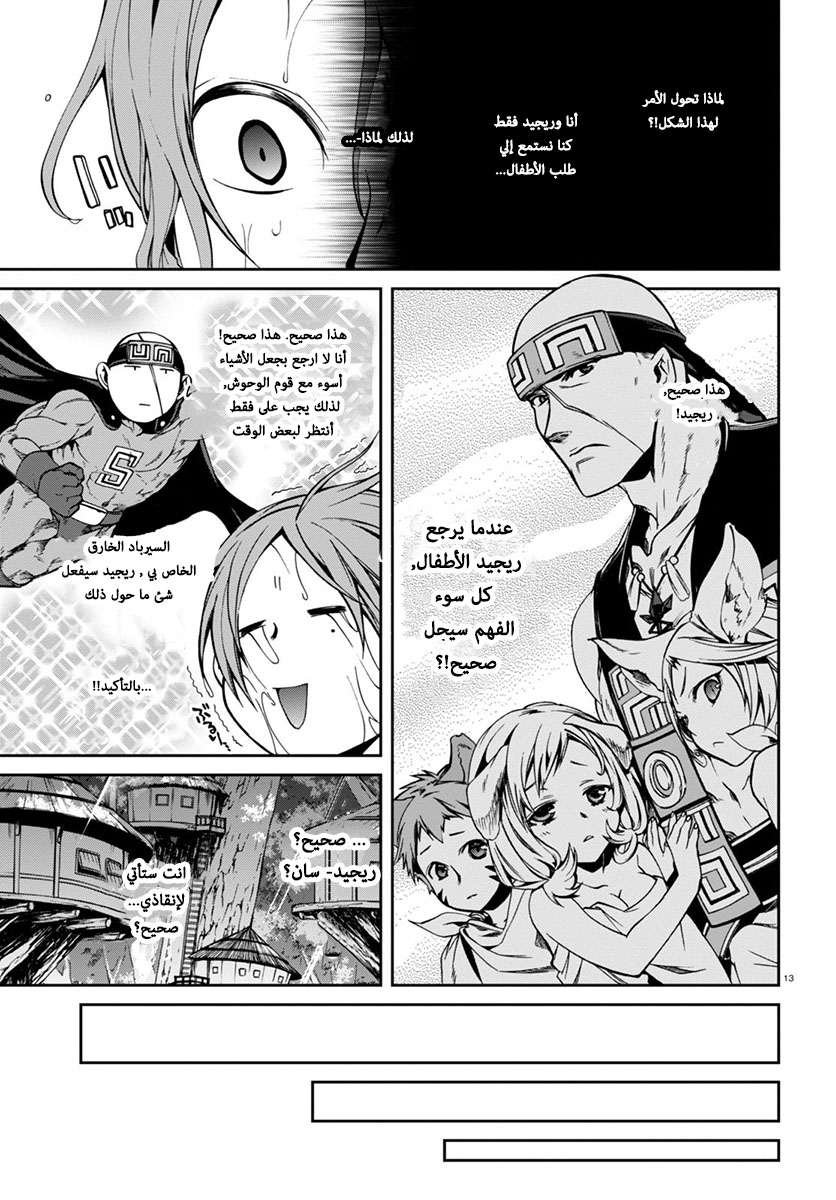 لماذا تحول الأمر
لهذا الشكل!؟
أنا وريجيد فقط
كنا نستمع إلي
طلب الأطفال...
لذلك لماذا-...
هذا صحيح,
ريجيد!
عندما يرجع
ريجيد الأطفال,
كل سوء
الفهم سيجل
صحيح!؟
هذا صحيح. هذا صحيح!
أنا لا ارجع بجعل الأشياء
أسوء مع قوم الوحوش,
لذلك يجب على فقط
أنتظر لبعض الوقت
S
السيرباد الخارق
الخاص بي , ريجيد سيفعل
شئ ما حول ذلك
...بالتأكيد!!
... صحيح؟
ريجيد- سان؟
انت ستأتي
لإنقاذي...
صحيح؟
13